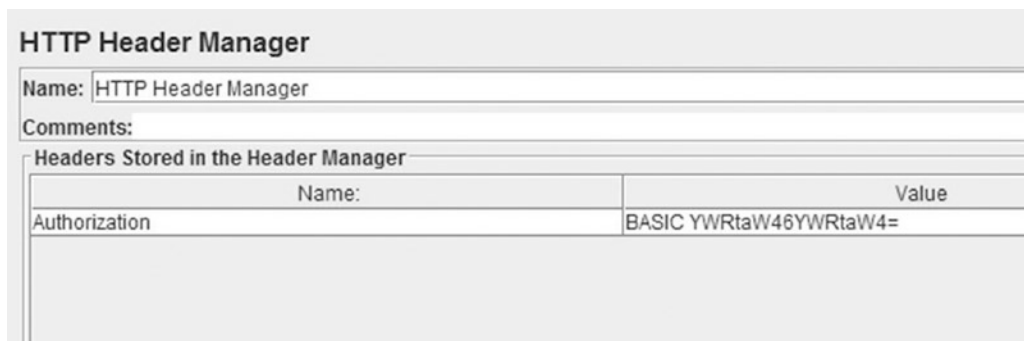 HTTP Header Manager
Name: HTTP Header Manager
Comments:
Headers Stored in the Header Manager
Name: Value
Authorization BASIC YWRtaW46YWRtaW4=